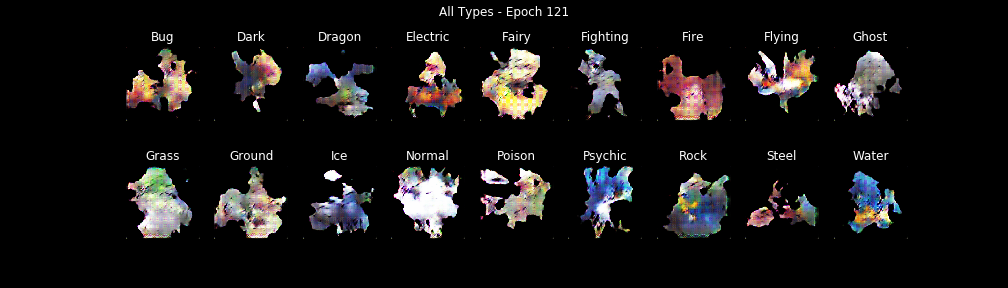 All Types - Epoch 121
Bug Dark Dragon Electric Fairy Fighting Fire Flying Ghost
Grass Ground Ice Normal Poison Psychic Rock Steel Water